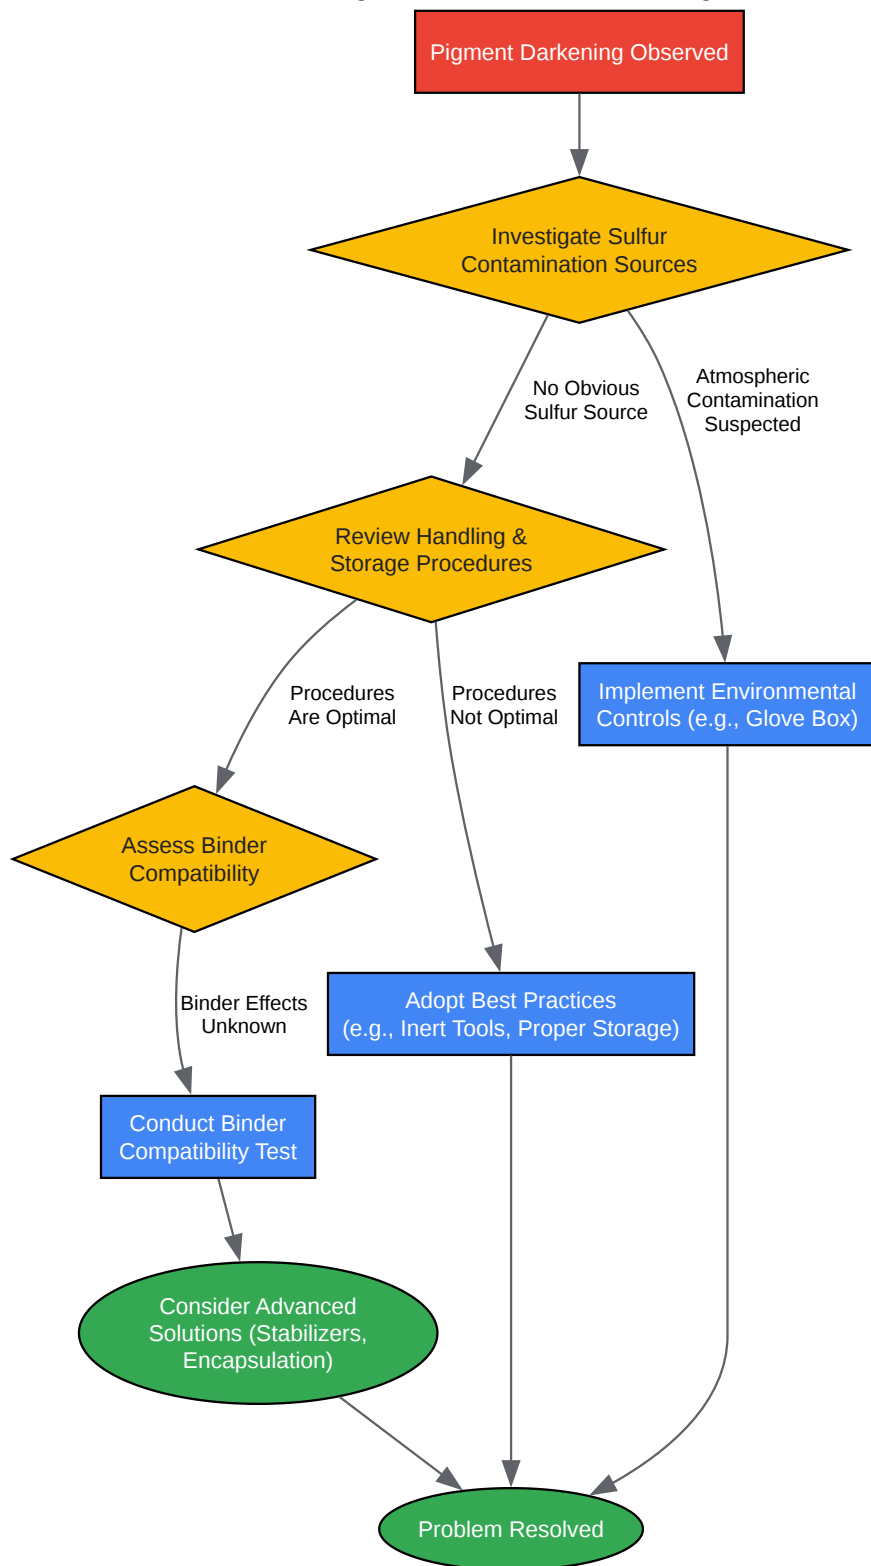 Pigment Darkening Observed
Investigate Sulfur
Contamination Sources
No Obvious
Sulfur Source
Atmospheric
Contamination
Suspected
Review Handling &
Storage Procedures
Procedures
Are Optimal
Procedures
Not Optimal
Implement Environmental
Controls (e.g., Glove Box)
Assess Binder
Compatibility
Binder Effects
Unknown
Adopt Best Practices
(e.g., Inert Tools, Proper Storage)
Conduct Binder
Compatibility Test
Consider Advanced
Solutions (Stabilizers,
Encapsulation)
Problem Resolved